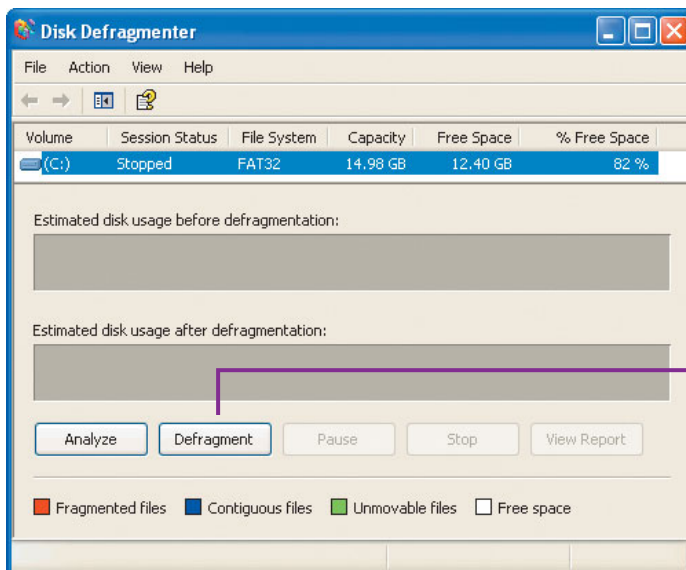 Disk Defragmenter
File Action View Help
Volume Session Status File System Capacity Free Space % Free Space
(C:) Stopped FAT32 14.98 GB 12.40 GB 82 %
Estimated disk usage before defragmentation:
Estimated disk usage after defragmentation:
Analyze Defragment Pause Stop View Report
Fragmented files Contiguous files Unmovable files Free space